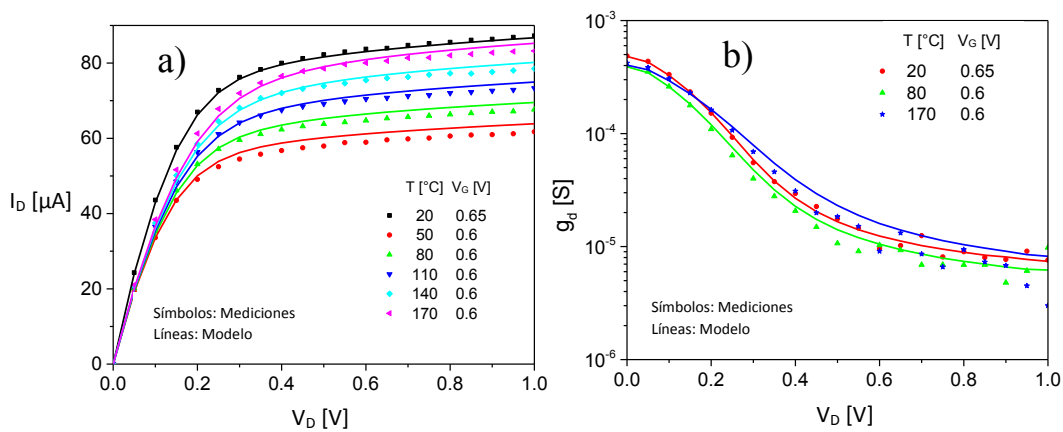 a)
I_D [µA]
80
60
40
20
0
0.0 0.2 0.4 0.6 0.8 1.0
V_D [V]
T [°C] V_G [V]
20 0.65
50 0.6
80 0.6
110 0.6
140 0.6
170 0.6
Símbolos: Mediciones
Líneas: Modelo
b)
g_d [S]
10^-3
10^-4
10^-5
10^-6
0.0 0.2 0.4 0.6 0.8 1.0
V_D [V]
T [°C] V_G [V]
20 0.65
80 0.6
170 0.6
Símbolos: Mediciones
Líneas: Modelo